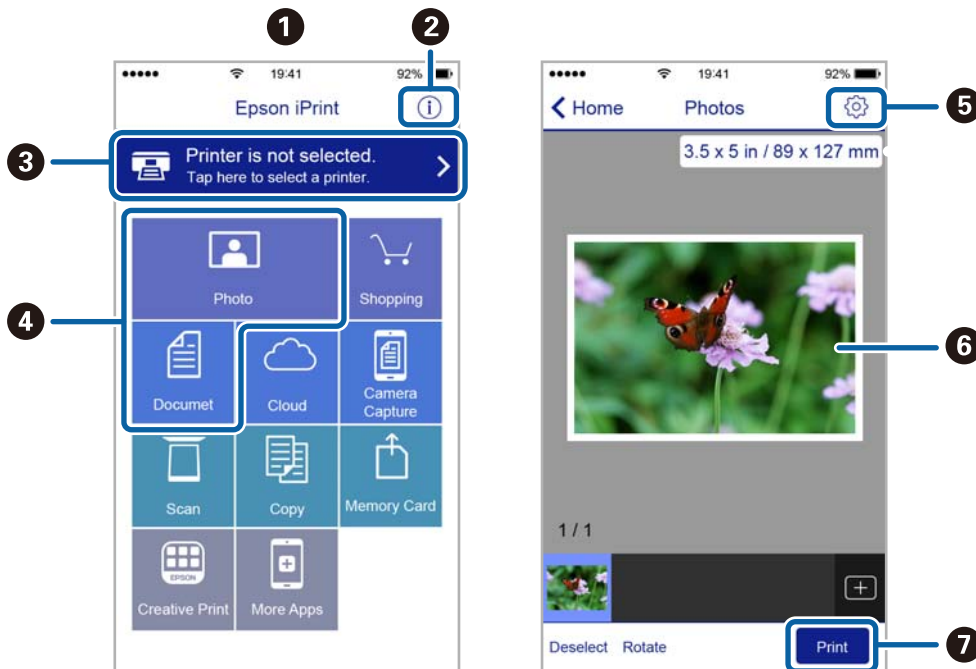 1
2
19:41
92%
Epson iPrint
3
Printer is not selected.
Tap here to select a printer.
4
Photo
Shopping
Documet
Cloud
Camera
Capture
Scan
Copy
Memory Card
EPSON
Creative Print
More Apps
19:41
92%
Home
Photos
5
3.5 x 5 in / 89 x 127 mm
6
1 / 1
Deselect
Rotate
Print
7